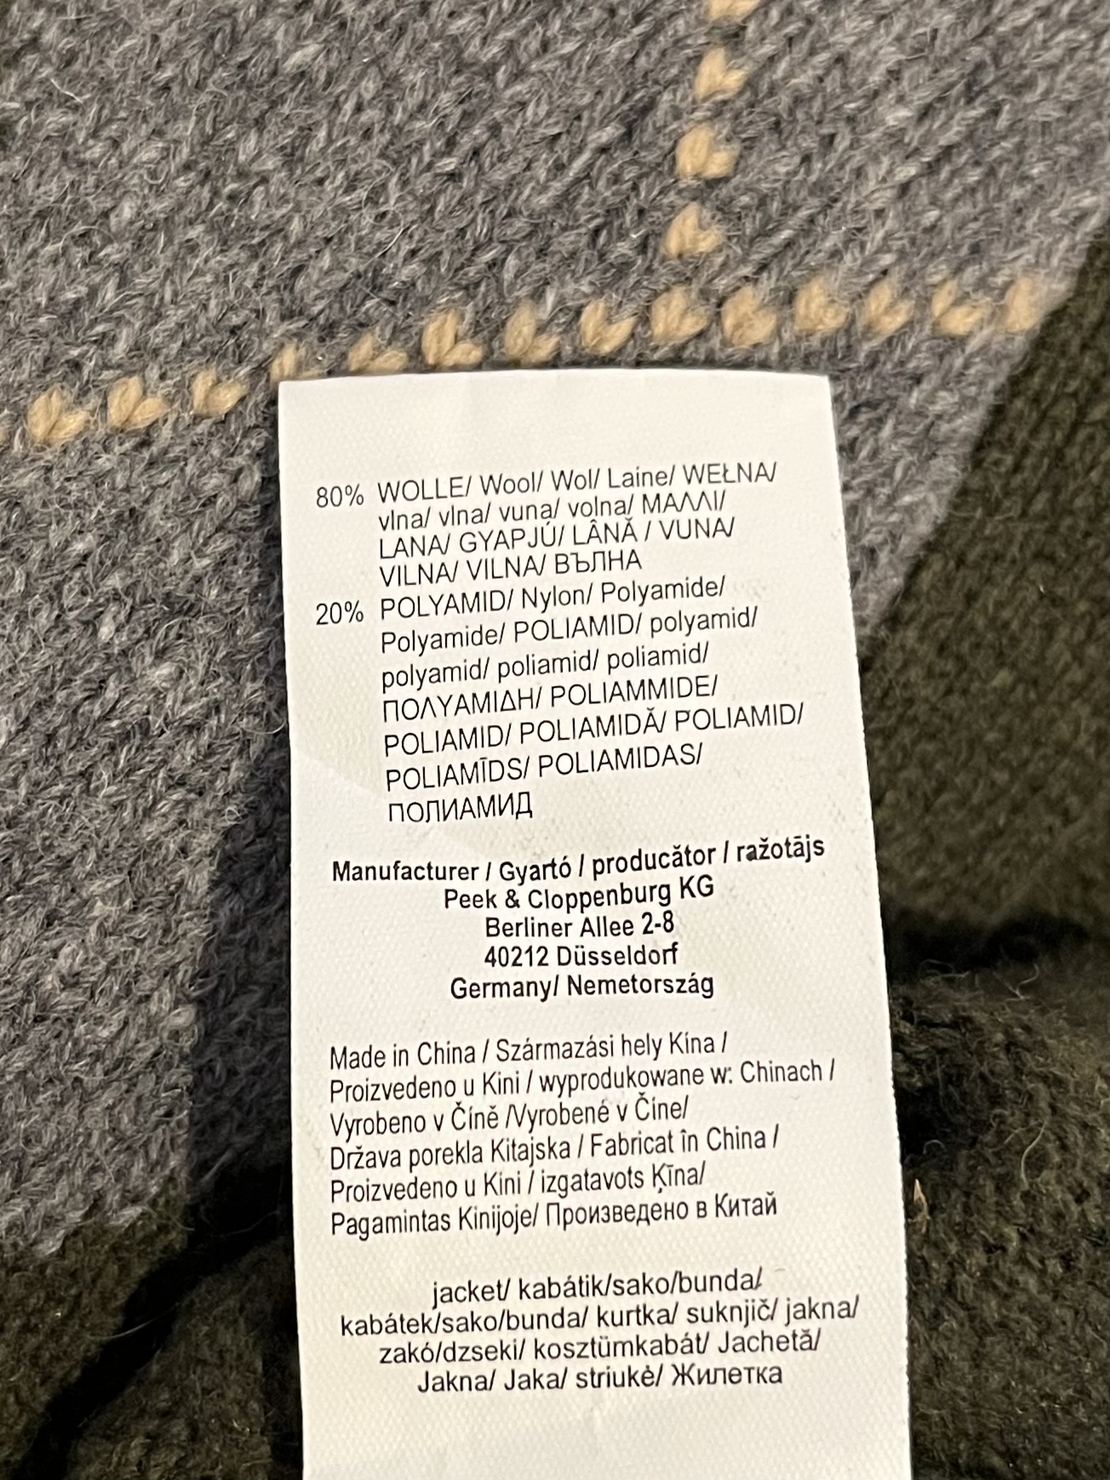 80% WOLLE/ Wool/ Wol/ Laine/ WEŁNA/
vlna/ vlna/ vuna/ volna/ ΜΑΛΛΙ/
LANA/ GYAPJÚ/ LÂNĂ / VUNA/
VILNA/ VILNA/ ВЪЛНА
20% POLYAMID/ Nylon/ Polyamide/
Polyamide/ POLIAMID/ polyamid/
polyamid/ poliamid/ poliamid/
ΠΟΛΥΑΜΙΔΗ/ POLIAMMIDE/
POLIAMID/ POLIAMIDĂ/ POLIAMID/
POLIAMĪDS/ POLIAMIDAS/
ПОЛИАМИД
Manufacturer / Gyartó / producător / ražotājs
Peek & Cloppenburg KG
Berliner Allee 2-8
40212 Düsseldorf
Germany/ Nemetország
Made in China / Származási hely Kína /
Proizvedeno u Kini / wyprodukowane w: Chinach /
Vyrobeno v Číně /Vyrobené v Číne/
Država porekla Kitajska / Fabricat în China /
Proizvedeno u Kini / izgatavots Ķīna/
Pagamintas Kinijoje/ Произведено в Китай
jacket/ kabátik/sako/bunda/
kabátek/sako/bunda/ kurtka/ suknjič/ jakna/
zakó/dzseki/ kosztümkabát/ Jachetă/
Jakna/ Jaka/ striukė/ Жилетка